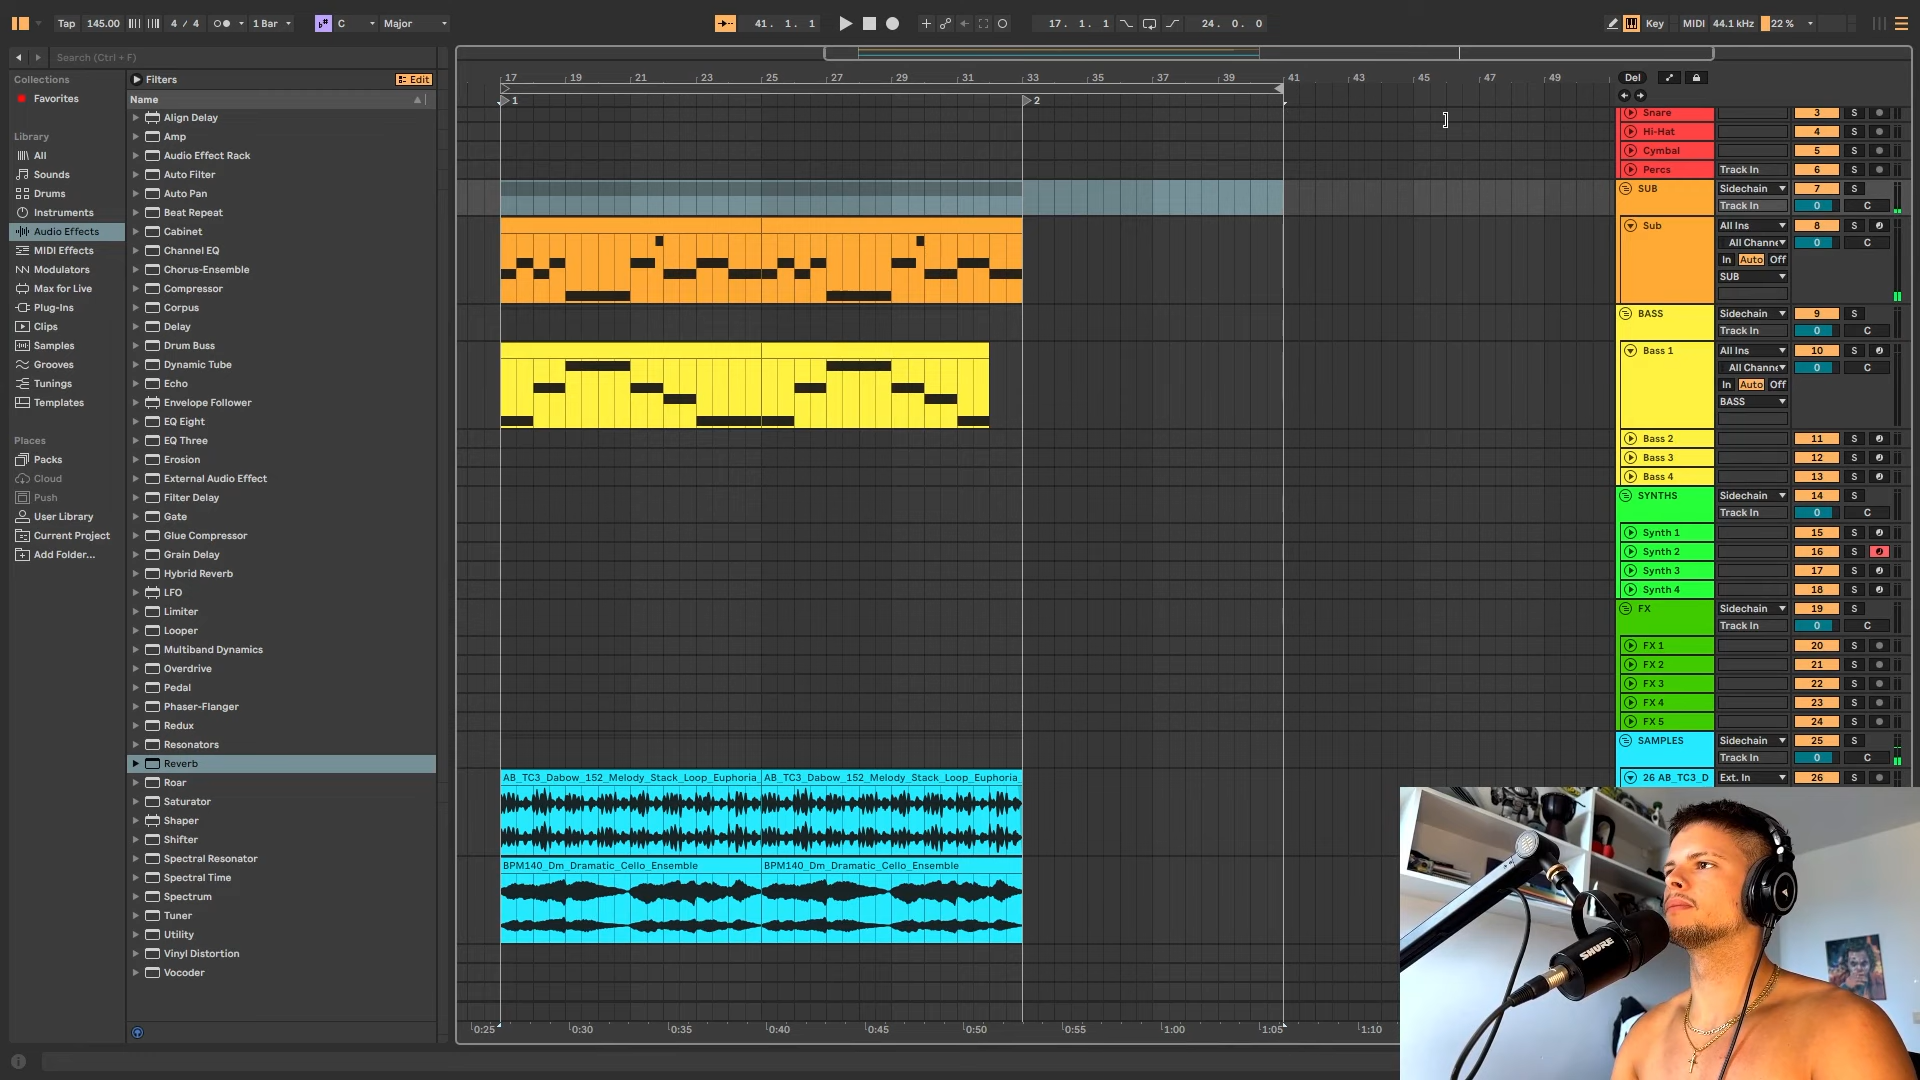 Tap 145.00 4 / 4 1 Bar C Major 41. 1. 1 17. 1. 1 24. 0. 0 Key MIDI 44.1 kHz 22 %
Search (Ctrl + F)
Collections
Favorites
Library
All
Sounds
Drums
Instruments
Audio Effects
MIDI Effects
Modulators
Max for Live
Plug-Ins
Clips
Samples
Grooves
Tunings
Templates
Places
Packs
Cloud
Push
User Library
Current Project
Add Folder...
Filters Edit
Name
Align Delay
Amp
Audio Effect Rack
Auto Filter
Auto Pan
Beat Repeat
Cabinet
Channel EQ
Chorus-Ensemble
Compressor
Corpus
Delay
Drum Buss
Dynamic Tube
Echo
Envelope Follower
EQ Eight
EQ Three
Erosion
External Audio Effect
Filter Delay
Gate
Glue Compressor
Grain Delay
Hybrid Reverb
LFO
Limiter
Looper
Multiband Dynamics
Overdrive
Pedal
Phaser-Flanger
Redux
Resonators
Reverb
Roar
Saturator
Shaper
Shifter
Spectral Resonator
Spectral Time
Spectrum
Tuner
Utility
Vinyl Distortion
Vocoder
17 19 21 23 25 27 29 31 33 35 37 39 41 43 45 47 49
1 2
AB_TC3_Dabow_152_Melody_Stack_Loop_Euphoria_ AB_TC3_Dabow_152_Melody_Stack_Loop_Euphoria_
BPM140_Dm_Dramatic_Cello_Ensemble BPM140_Dm_Dramatic_Cello_Ensemble
0:25 0:30 0:35 0:40 0:45 0:50 0:55 1:00 1:05 1:10
Del
Snare 3 S
Hi-Hat 4 S
Cymbal 5 S
Percs Track In 6 S
SUB Sidechain 7 S
Track In 0 C
Sub All Ins 8 S
All Channe 0 C
In Auto Off
SUB
BASS Sidechain 9 S
Track In 0 C
Bass 1 All Ins 10 S
All Channe 0 C
In Auto Off
BASS
Bass 2 11 S
Bass 3 12 S
Bass 4 13 S
SYNTHS Sidechain 14 S
Track In 0 C
Synth 1 15 S
Synth 2 16 S
Synth 3 17 S
Synth 4 18 S
FX Sidechain 19 S
Track In 0 C
FX 1 20 S
FX 2 21 S
FX 3 22 S
FX 4 23 S
FX 5 24 S
SAMPLES Sidechain 25 S
Track In 0 C
26 AB_TC3_D Ext. In 26 S
SHURE